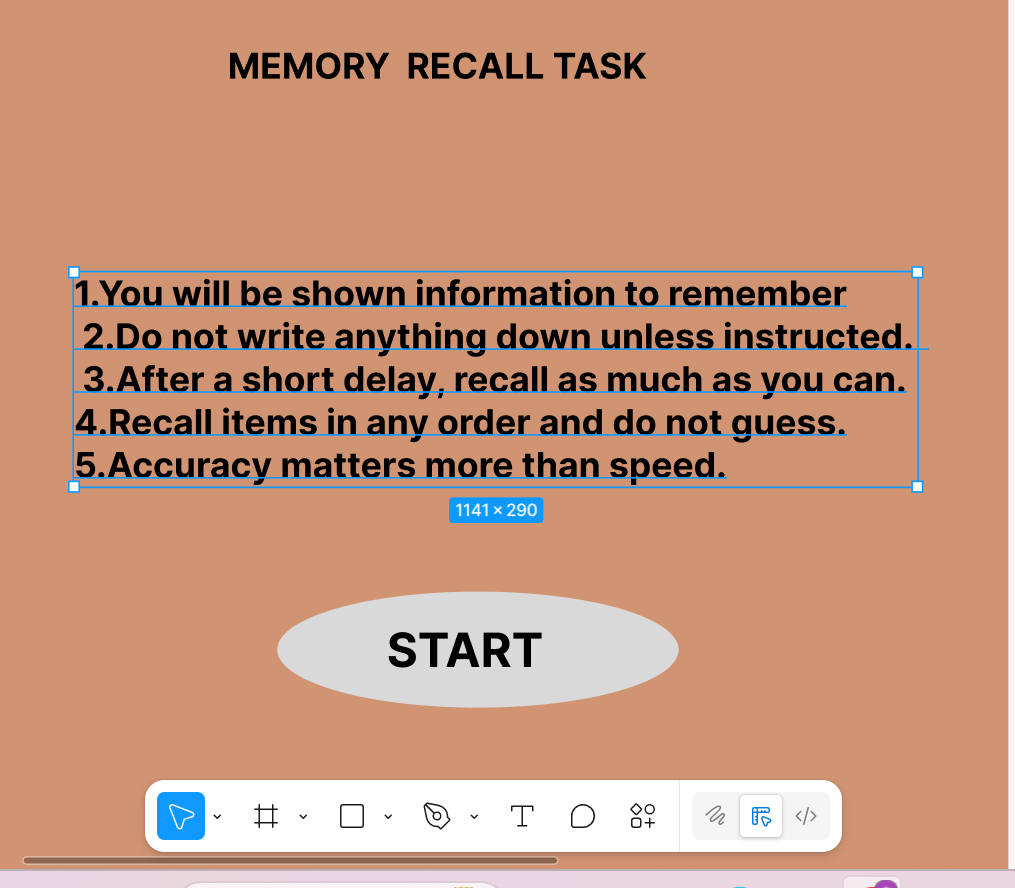 MEMORY  RECALL TASK
1.You will be shown information to remember
2.Do not write anything down unless instructed.
3.After a short delay, recall as much as you can.
4.Recall items in any order and do not guess.
5.Accuracy matters more than speed.
1141 × 290
START